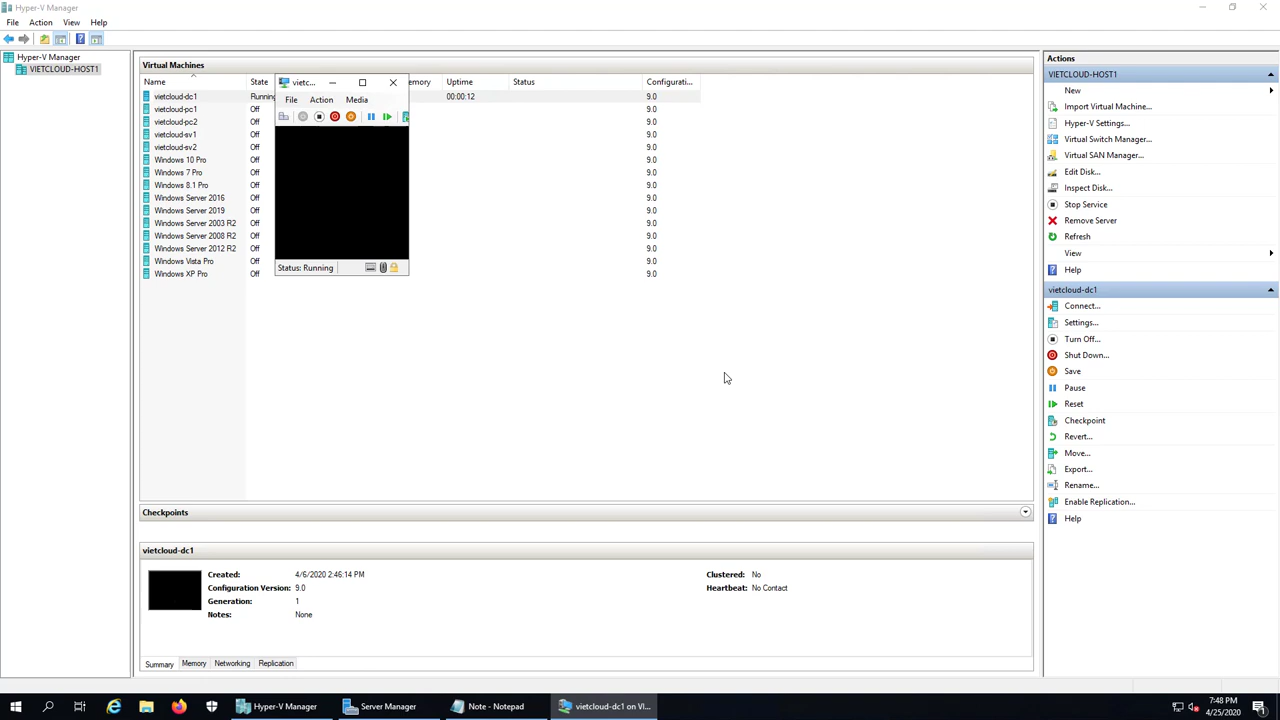 Hyper-V Manager
File Action View Help
Hyper-V Manager
VIETCLOUD-HOST1
Virtual Machines
Name State emory Uptime Status Configurati...
vietcloud-dc1 Running 00:00:12 9.0
vietcloud-pc1 Off 9.0
vietcloud-pc2 Off 9.0
vietcloud-sv1 Off 9.0
vietcloud-sv2 Off 9.0
Windows 10 Pro Off 9.0
Windows 7 Pro Off 9.0
Windows 8.1 Pro Off 9.0
Windows Server 2016 Off 9.0
Windows Server 2019 Off 9.0
Windows Server 2003 R2 Off 9.0
Windows Server 2008 R2 Off 9.0
Windows Server 2012 R2 Off 9.0
Windows Vista Pro Off 9.0
Windows XP Pro Off 9.0
vietc...
File Action Media
Status: Running
Checkpoints
vietcloud-dc1
Created: 4/6/2020 2:46:14 PM Clustered: No
Configuration Version: 9.0 Heartbeat: No Contact
Generation: 1
Notes: None
Summary Memory Networking Replication
Actions
VIETCLOUD-HOST1
New
Import Virtual Machine...
Hyper-V Settings...
Virtual Switch Manager...
Virtual SAN Manager...
Edit Disk...
Inspect Disk...
Stop Service
Remove Server
Refresh
View
Help
vietcloud-dc1
Connect...
Settings...
Turn Off...
Shut Down...
Save
Pause
Reset
Checkpoint
Revert...
Move...
Export...
Rename...
Enable Replication...
Help
Hyper-V Manager Server Manager Note - Notepad vietcloud-dc1 on VI...
7:48 PM
4/25/2020